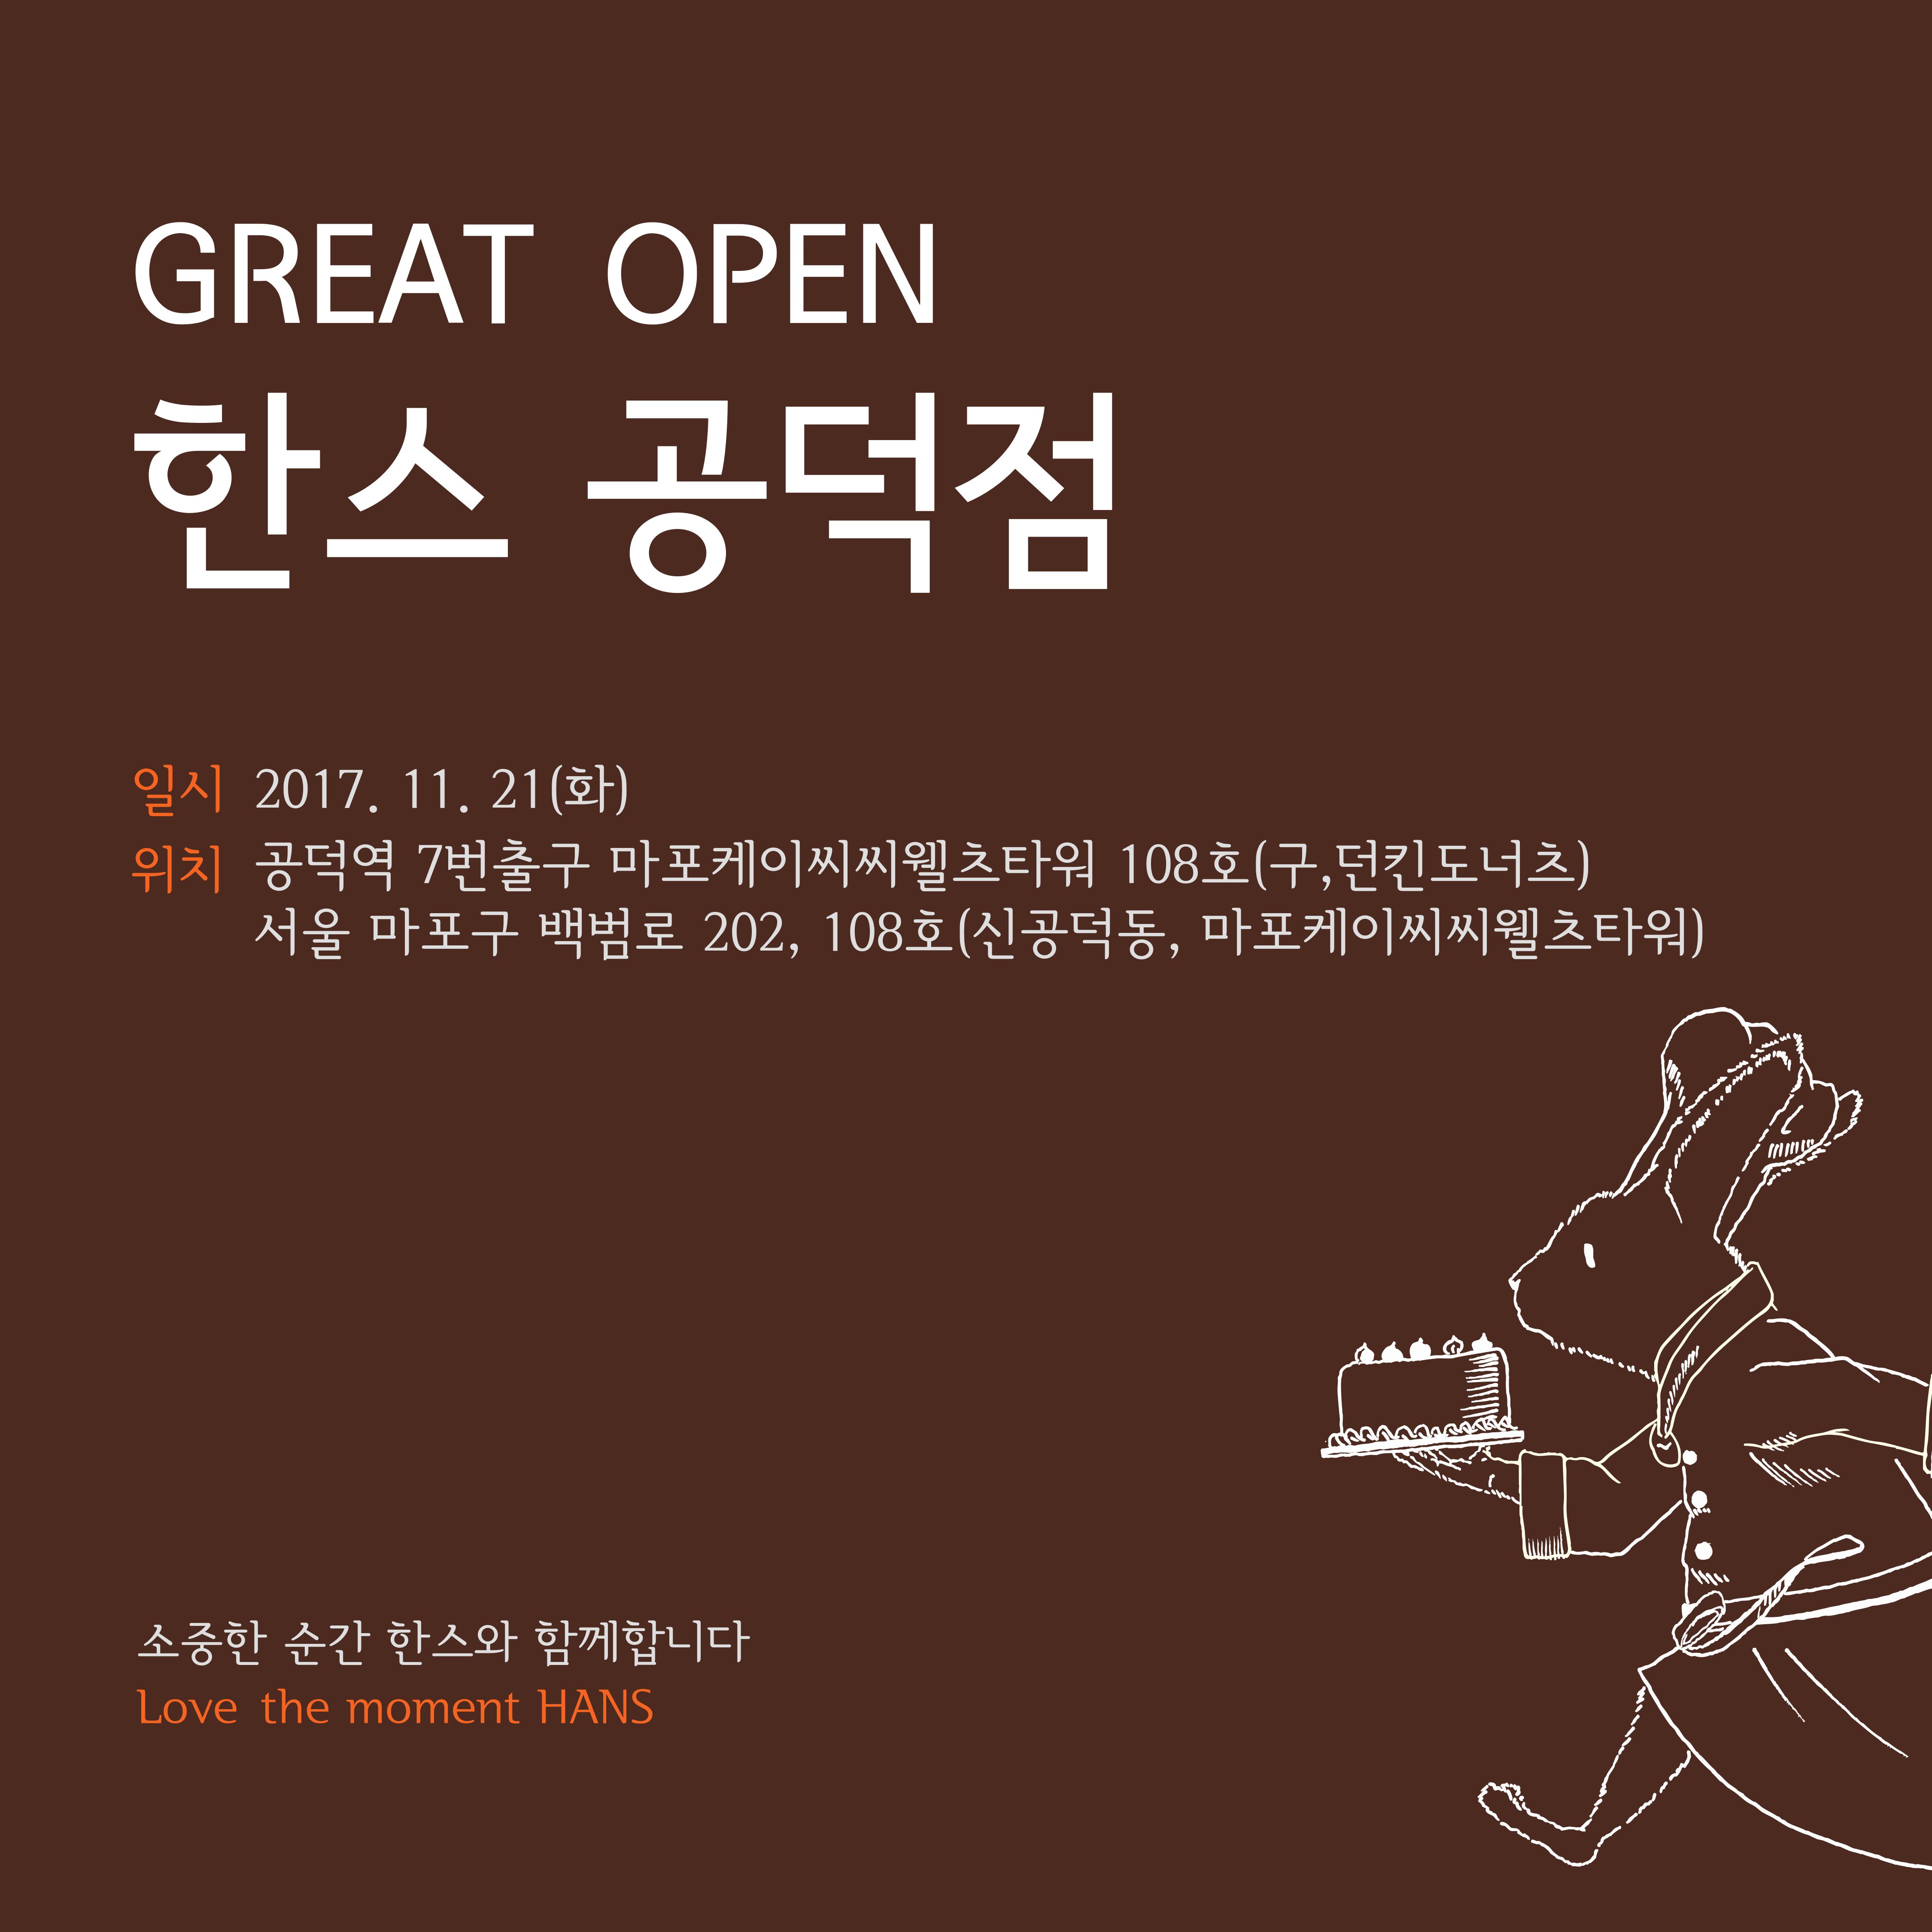 GREAT OPEN
한스 공덕점
일시 2017. 11. 21(화)
위치 공덕역 7번출구 마포케이씨씨웰츠타워 108호(구,던킨도너츠)
서울 마포구 백범로 202, 108호(신공덕동, 마포케이씨씨웰츠타워)
소중한 순간 한스와 함께합니다
Love the moment HANS